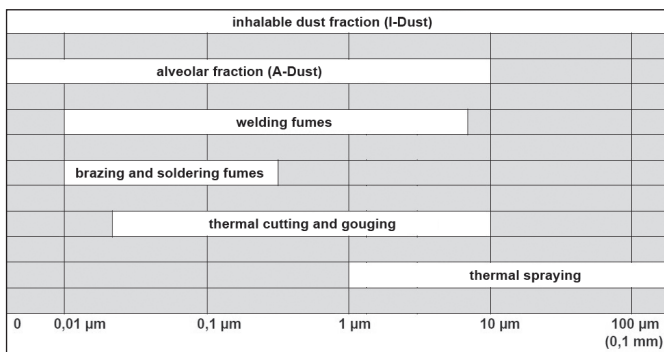 inhalable dust fraction (I-Dust)
alveolar fraction (A-Dust)
welding fumes
brazing and soldering fumes
thermal cutting and gouging
thermal spraying
0 0,01 µm 0,1 µm 1 µm 10 µm 100 µm
(0,1 mm)